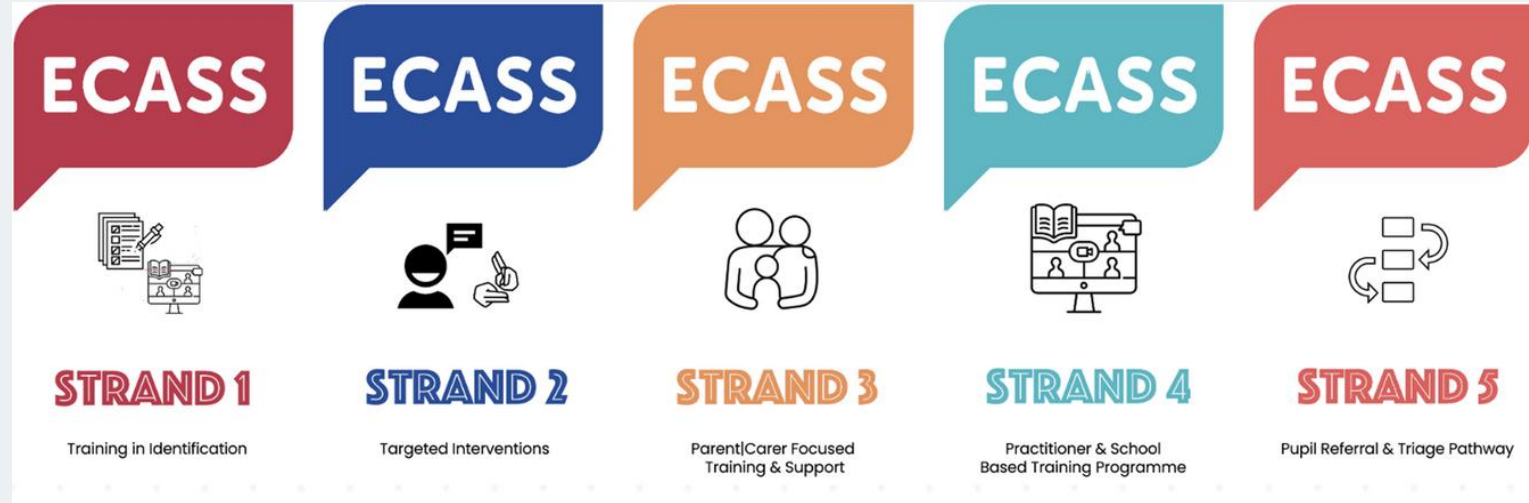 ECASS
ECASS
ECASS
ECASS
ECASS
STRAND 1
STRAND 2
STRAND 3
STRAND 4
STRAND 5
Training in Identification
Targeted Interventions
Parent|Carer Focused
Training & Support
Practitioner & School
Based Training Programme
Pupil Referral & Triage Pathway